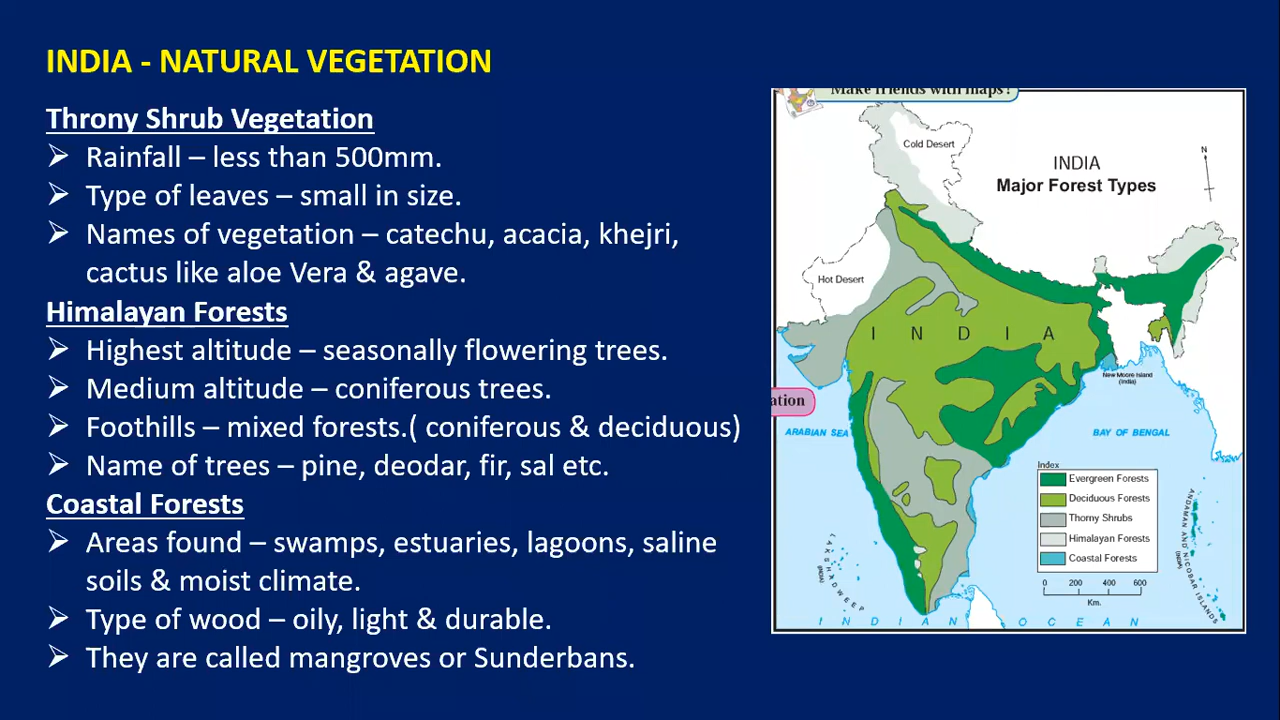 INDIA - NATURAL VEGETATION
Throny Shrub Vegetation
➢ Rainfall – less than 500mm.
➢ Type of leaves – small in size.
➢ Names of vegetation – catechu, acacia, khejri,
cactus like aloe Vera & agave.
Himalayan Forests
➢ Highest altitude – seasonally flowering trees.
➢ Medium altitude – coniferous trees.
➢ Foothills – mixed forests.( coniferous & deciduous)
➢ Name of trees – pine, deodar, fir, sal etc.
Coastal Forests
➢ Areas found – swamps, estuaries, lagoons, saline
soils & moist climate.
➢ Type of wood – oily, light & durable.
➢ They are called mangroves or Sunderbans.
Make friends with maps!
Cold Desert
INDIA
Major Forest Types
N
Hot Desert
I N D I A
New Moore Island
(India)
ation
ARABIAN SEA
BAY OF BENGAL
Index
Evergreen Forests
Deciduous Forests
Thorny Shrubs
Himalayan Forests
Coastal Forests
0 200 400 600
Km.
LAKSHADWEEP
(INDIA)
ANDAMAN AND NICOBAR ISLANDS
(INDIA)
I N D I A N O C E A N